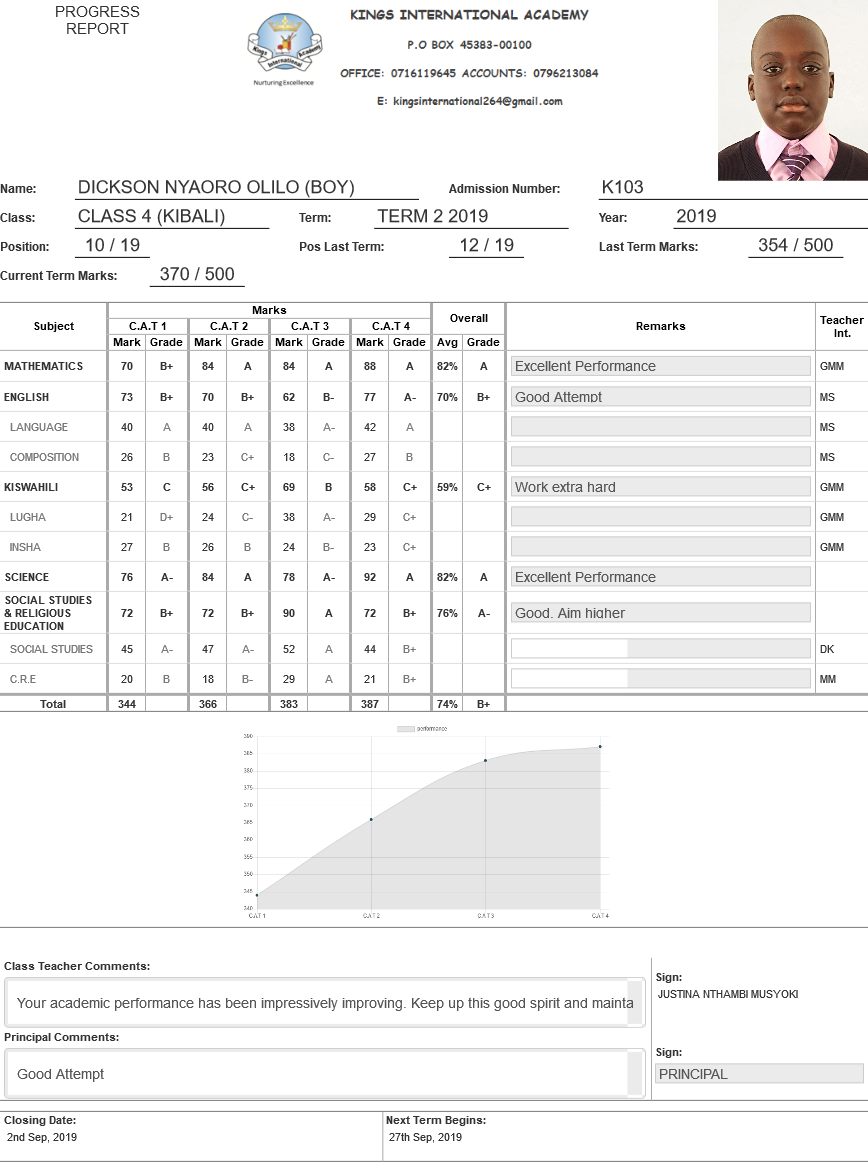 PROGRESS
REPORT
KINGS INTERNATIONAL ACADEMY
P.O BOX 45383-00100
OFFICE: 0716119645 ACCOUNTS: 0796213084
E: kingsinternational264@gmail.com
Kings International Academy
Nurturing Excellence
Name: DICKSON NYAORO OLILO (BOY) Admission Number: K103
Class: CLASS 4 (KIBALI) Term: TERM 2 2019 Year: 2019
Position: 10 / 19 Pos Last Term: 12 / 19 Last Term Marks: 354 / 500
Current Term Marks: 370 / 500
Subject Marks Overall Remarks Teacher Int.
C.A.T 1 C.A.T 2 C.A.T 3 C.A.T 4
Mark Grade Mark Grade Mark Grade Mark Grade Avg Grade
MATHEMATICS 70 B+ 84 A 84 A 88 A 82% A Excellent Performance GMM
ENGLISH 73 B+ 70 B+ 62 B- 77 A- 70% B+ Good Attempt MS
LANGUAGE 40 A 40 A 38 A- 42 A MS
COMPOSITION 26 B 23 C+ 18 C- 27 B MS
KISWAHILI 53 C 56 C+ 69 B 58 C+ 59% C+ Work extra hard GMM
LUGHA 21 D+ 24 C- 38 A- 29 C+ GMM
INSHA 27 B 26 B 24 B- 23 C+ GMM
SCIENCE 76 A- 84 A 78 A- 92 A 82% A Excellent Performance
SOCIAL STUDIES
& RELIGIOUS
EDUCATION 72 B+ 72 B+ 90 A 72 B+ 76% A- Good. Aim higher
SOCIAL STUDIES 45 A- 47 A- 52 A 44 B+ DK
C.R.E 20 B 18 B- 29 A 21 B+ MM
Total 344 366 383 387 74% B+
performance
390
385
380
375
370
365
360
355
350
345
340
C.A.T 1 C.A.T 2 C.A.T 3 C.A.T 4
Class Teacher Comments:
Your academic performance has been impressively improving. Keep up this good spirit and mainta
Sign:
JUSTINA NTHAMBI MUSYOKI
Principal Comments:
Good Attempt
Sign:
PRINCIPAL
Closing Date: Next Term Begins:
2nd Sep, 2019 27th Sep, 2019